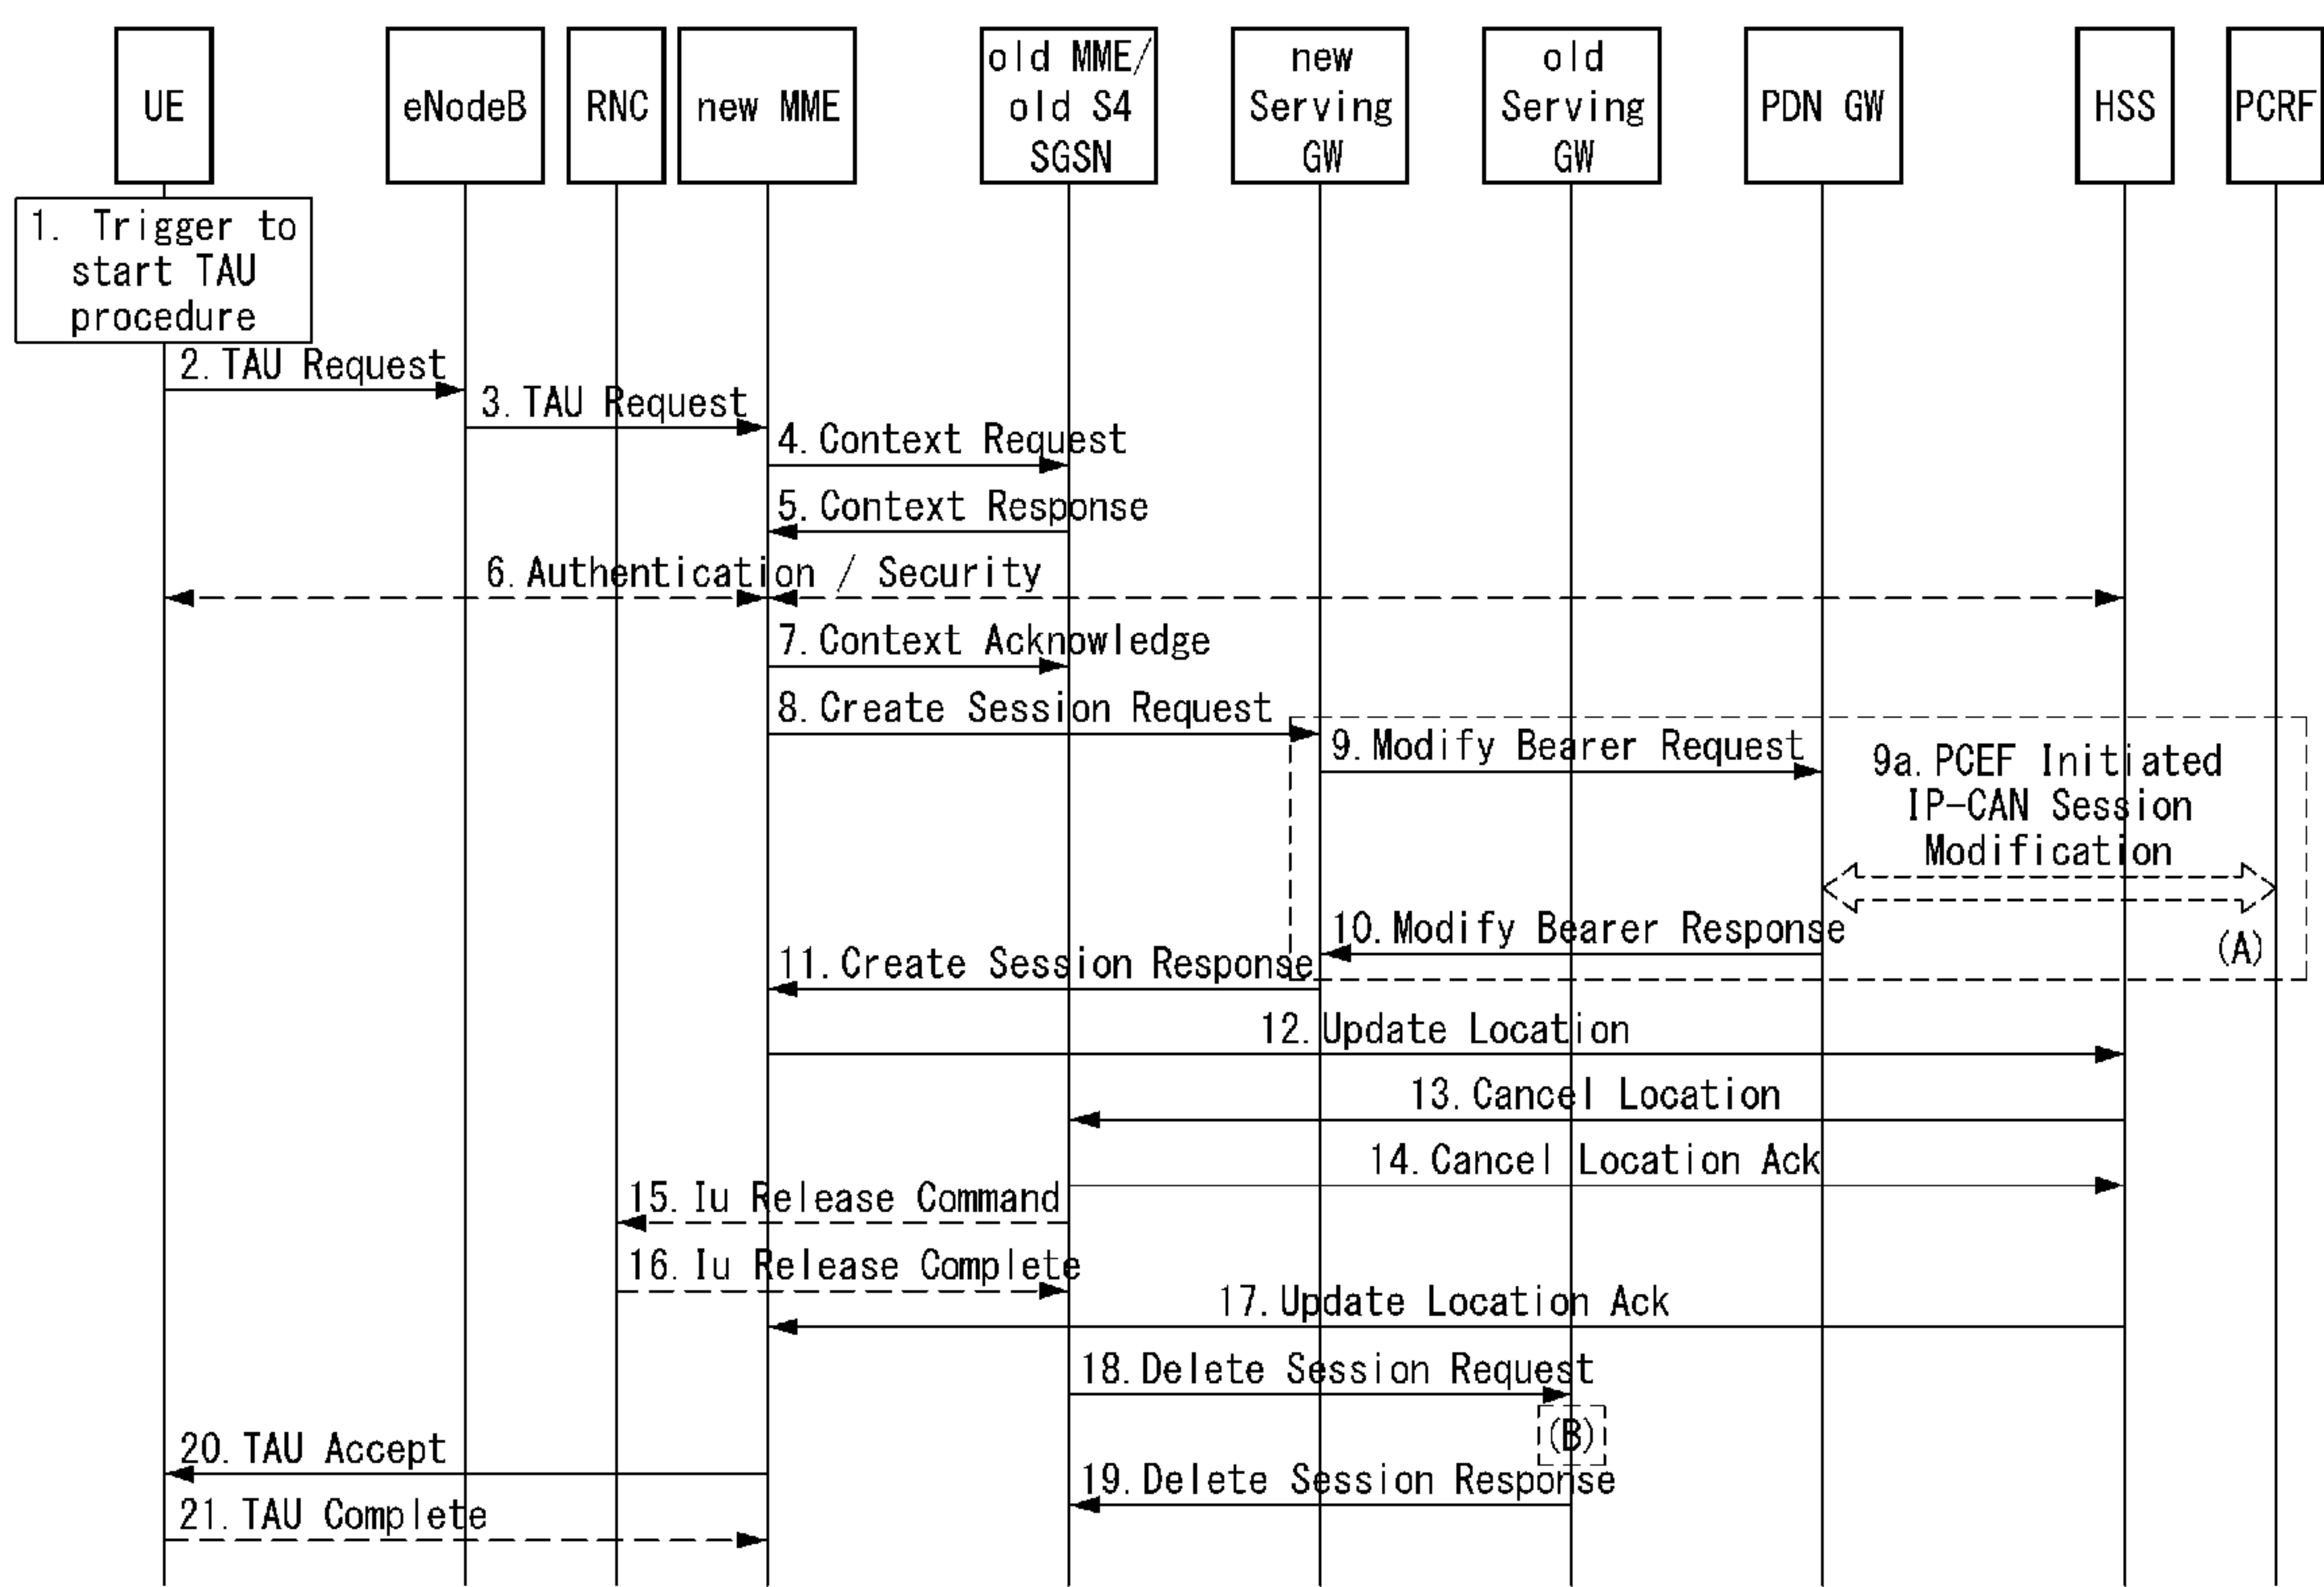 UE
eNodeB
RNC
new MME
old MME/
old S4
SGSN
new
Serving
GW
old
Serving
GW
PDN GW
HSS
PCRF
1. Trigger to
start TAU
procedure
2. TAU Request
3. TAU Request
4. Context Request
5. Context Response
6. Authentication / Security
7. Context Acknowledge
8. Create Session Request
9. Modify Bearer Request
9a. PCEF Initiated
IP-CAN Session
Modification
10. Modify Bearer Response
(A)
11. Create Session Response
12. Update Location
13. Cancel Location
14. Cancel Location Ack
15. Iu Release Command
16. Iu Release Complete
17. Update Location Ack
18. Delete Session Request
(B)
20. TAU Accept
19. Delete Session Response
21. TAU Complete